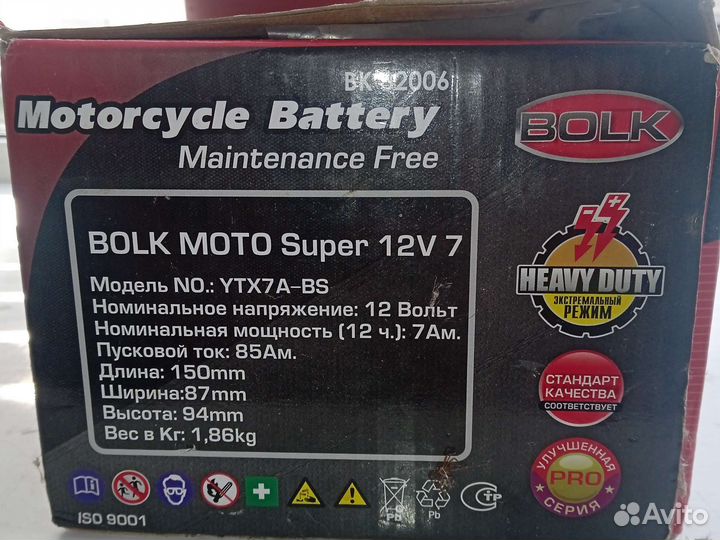 Motorcycle Battery
Maintenance Free
BOLK
BOLK MOTO Super 12V 7
Модель NO.: YTX7A-BS
Номинальное напряжение: 12 Вольт
Номинальная мощность (12 ч.): 7Ам.
Пусковой ток: 85Ам.
Длина: 150mm
Ширина:87mm
Высота: 94mm
Вес в Кг: 1,86kg
HEAVY DUTY
ЭКСТРЕМАЛЬНЫЙ
РЕЖИМ
СТАНДАРТ
КАЧЕСТВА
СООТВЕТСТВУЕТ
УЛУЧШЕННАЯ
PRO
СЕРИЯ
Pb
Pb
ISO 9001
Avito